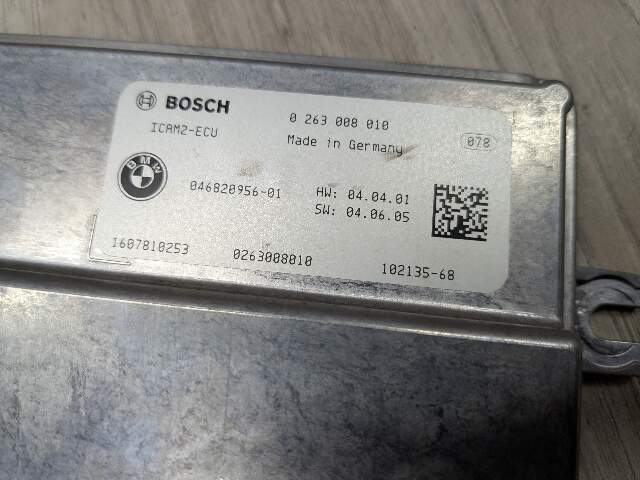 BOSCH 0 263 008 010
ICAM2-ECU Made in Germany 078
BMW 046820956-01 HW: 04.04.01
SW: 04.06.05
1607810253 0263008010 102135-68